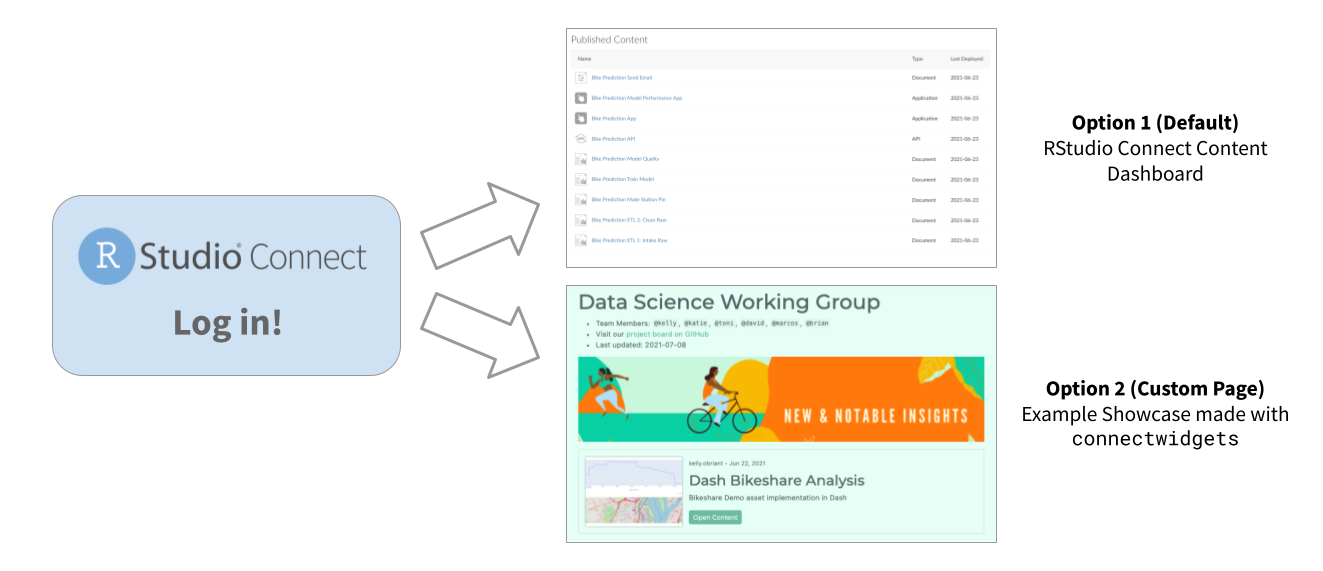 R Studio® Connect
Log in!
Published Content
Name Type Last Deployed
Bike Prediction Send Email Document 2021-06-23
Bike Prediction Model Performance App Application 2021-06-23
Bike Prediction App Application 2021-06-23
API Bike Prediction API API 2021-06-23
Bike Prediction Model Quality Document 2021-06-23
Bike Prediction Train Model Document 2021-06-23
Bike Prediction Make Station Pin Document 2021-06-23
Bike Prediction ETL 2: Clean Raw Document 2021-06-23
Bike Prediction ETL 1: Intake Raw Document 2021-06-23
Option 1 (Default)
RStudio Connect Content
Dashboard
Data Science Working Group
• Team Members: @kelly, @katie, @toni, @david, @marcos, @brian
• Visit our project board on GitHub
• Last updated: 2021-07-08
NEW & NOTABLE INSIGHTS
kelly.obriant • Jun 22, 2021
Dash Bikeshare Analysis
Bikeshare Demo asset implementation in Dash
Open Content
Option 2 (Custom Page)
Example Showcase made with
connectwidgets